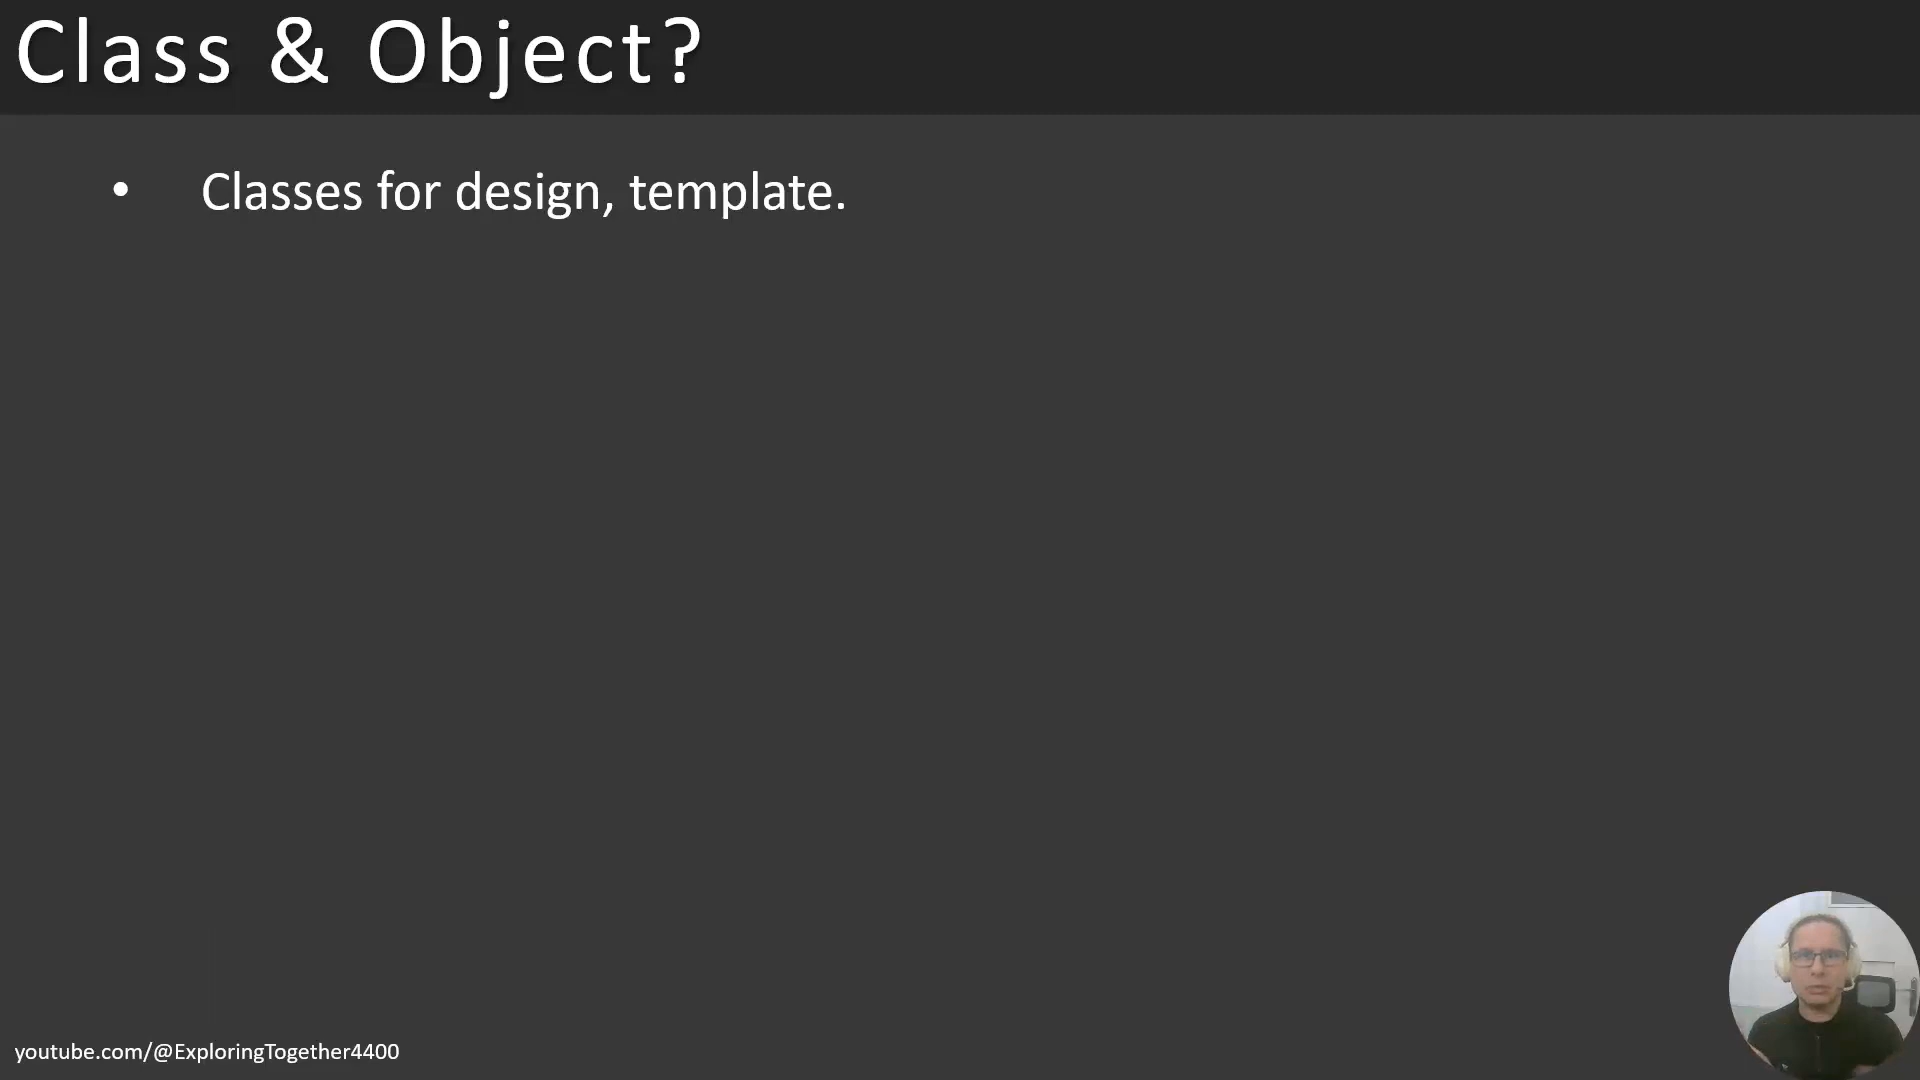 Class & Object?
• Classes for design, template.
youtube.com/@ExploringTogether4400